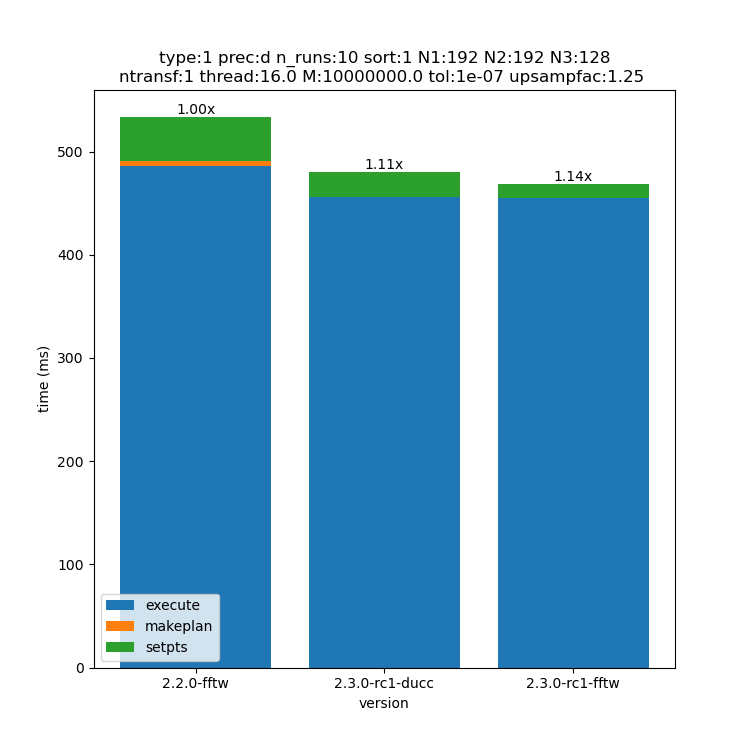 type:1 prec:d n_runs:10 sort:1 N1:192 N2:192 N3:128
ntransf:1 thread:16.0 M:10000000.0 tol:1e-07 upsampfac:1.25
1.00x
1.11x
1.14x
500
400
300
200
100
0
time (ms)
execute
makeplan
setpts
2.2.0-fftw
2.3.0-rc1-ducc
2.3.0-rc1-fftw
version